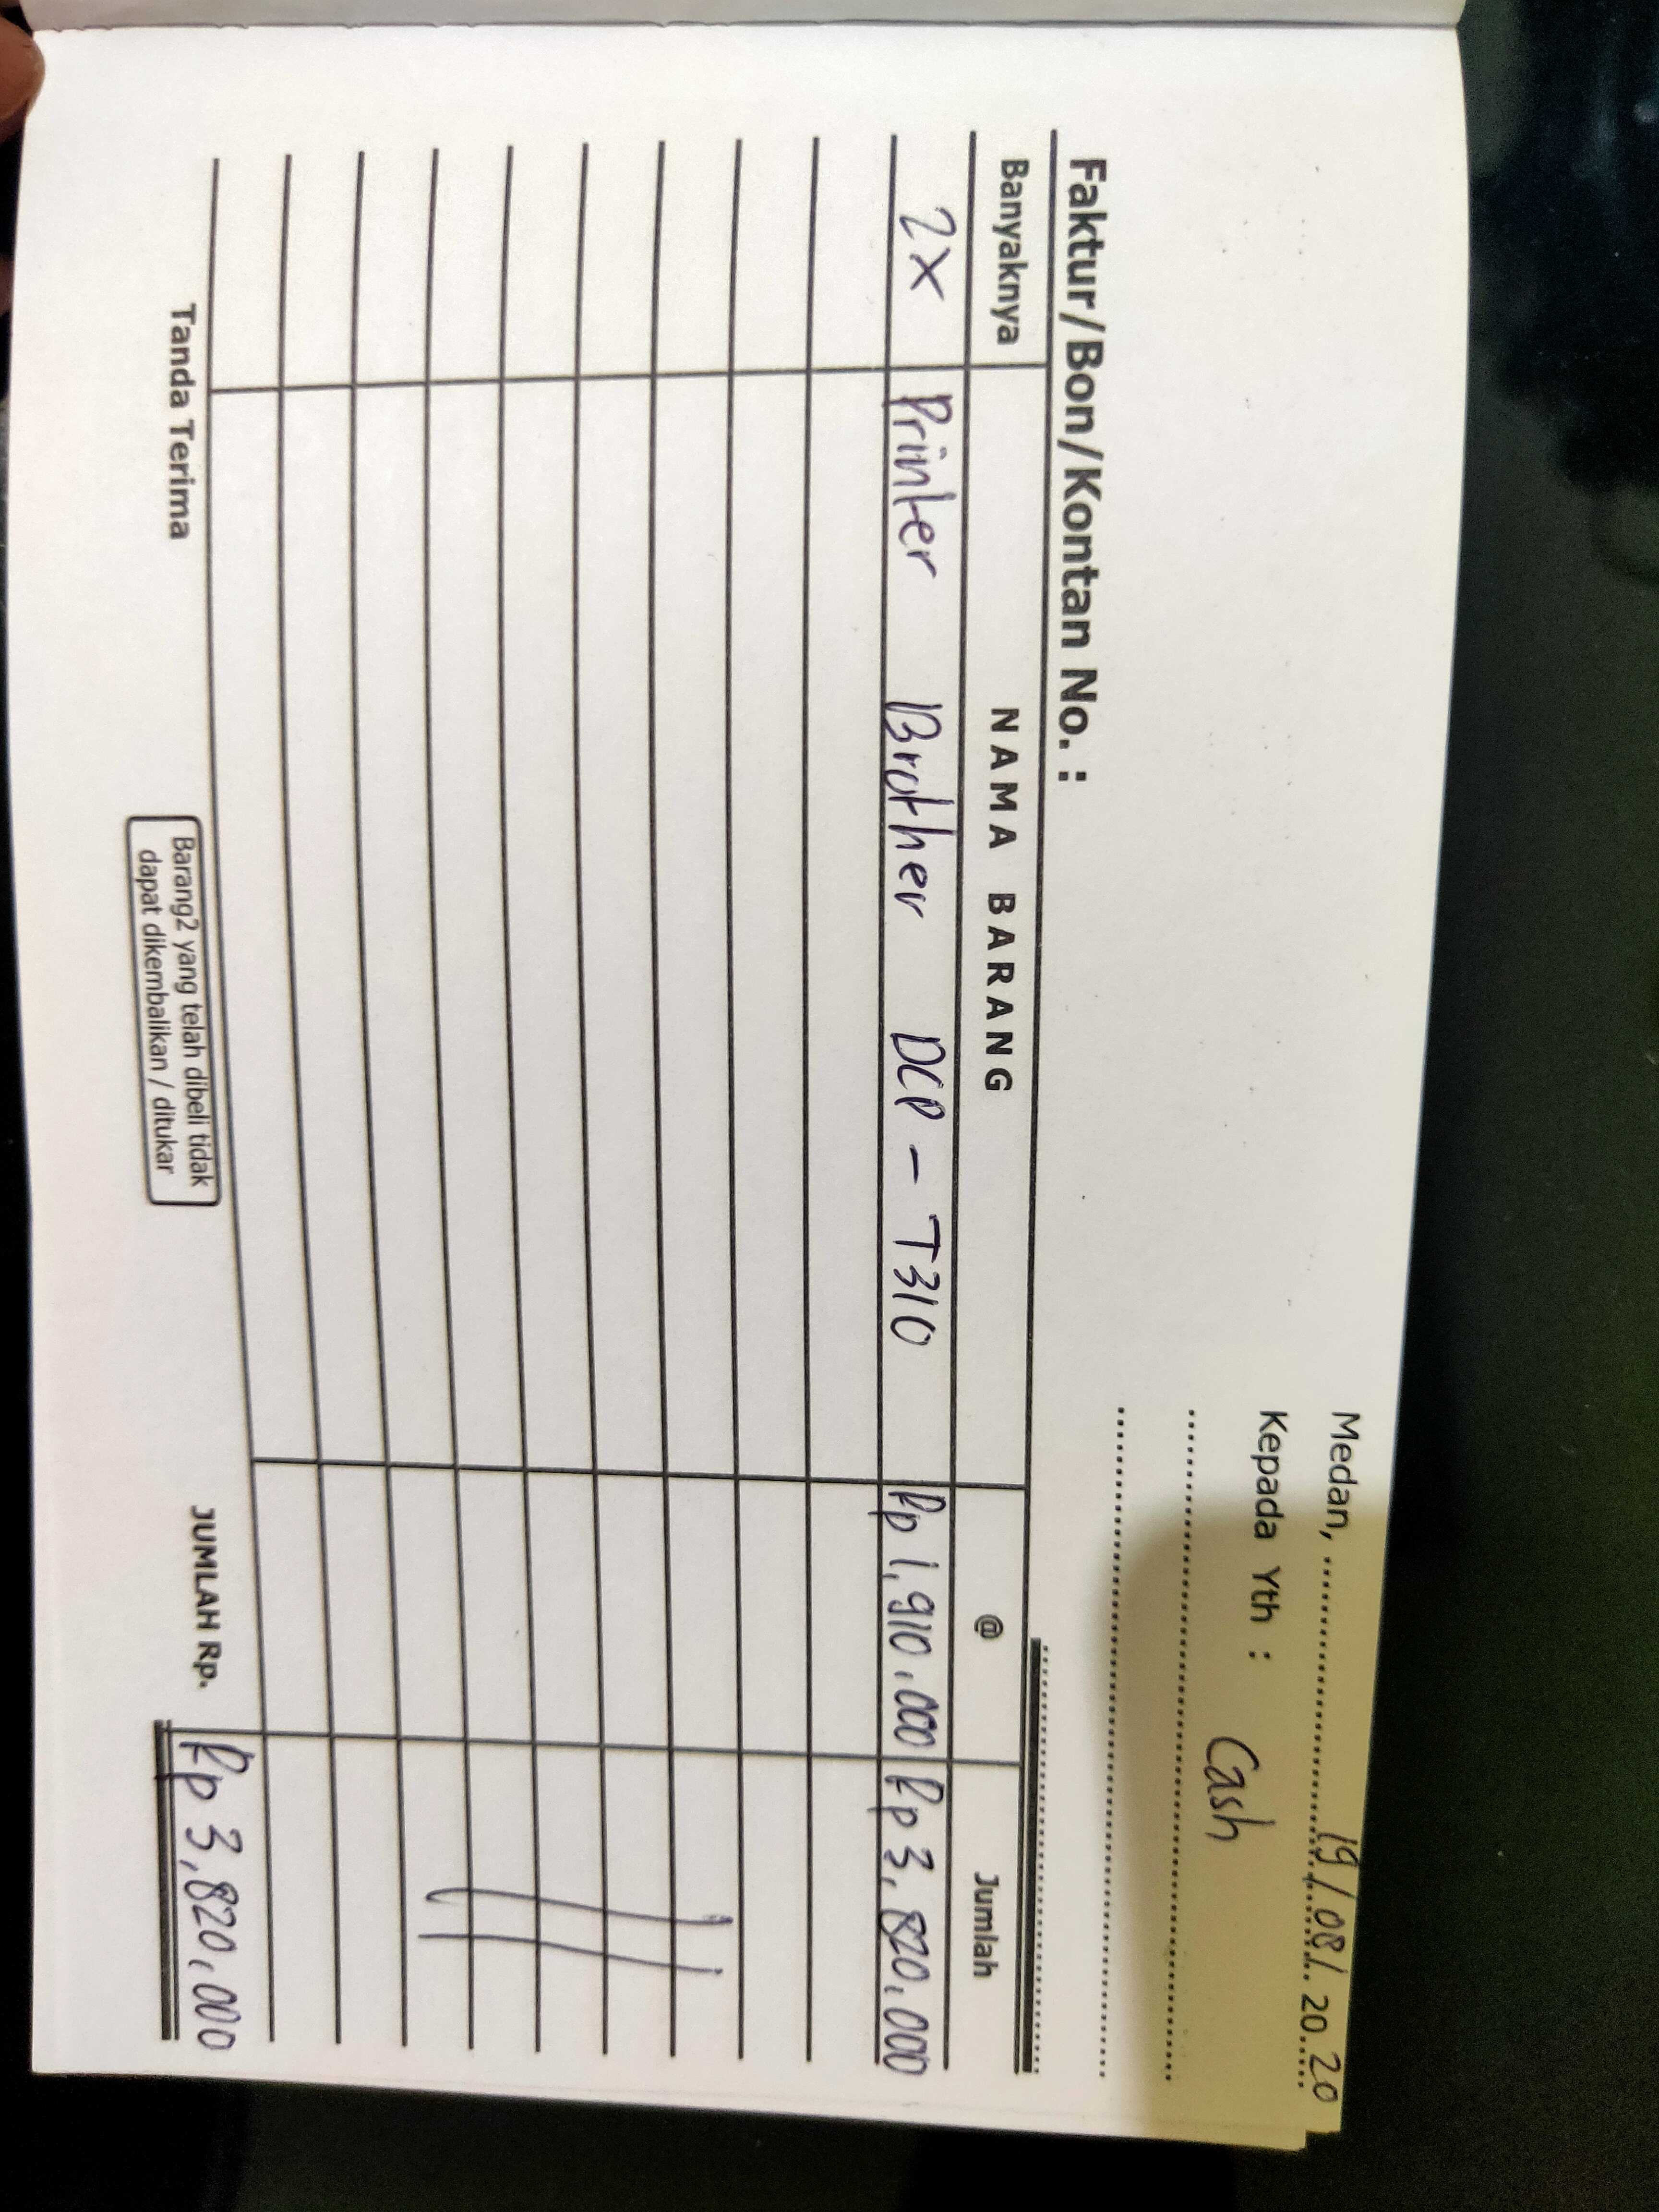 Medan, 19/08/ 20 20
Kepada Yth : Cash
Faktur/Bon/Kontan No. :
Banyaknya NAMA BARANG @ Jumlah
2X Printer Brother DCP - T310 Rp 1,910.000 Rp 3,820.000
Tanda Terima
Barang2 yang telah dibeli tidak
dapat dikembalikan / ditukar
JUMLAH Rp. Rp 3,820.000